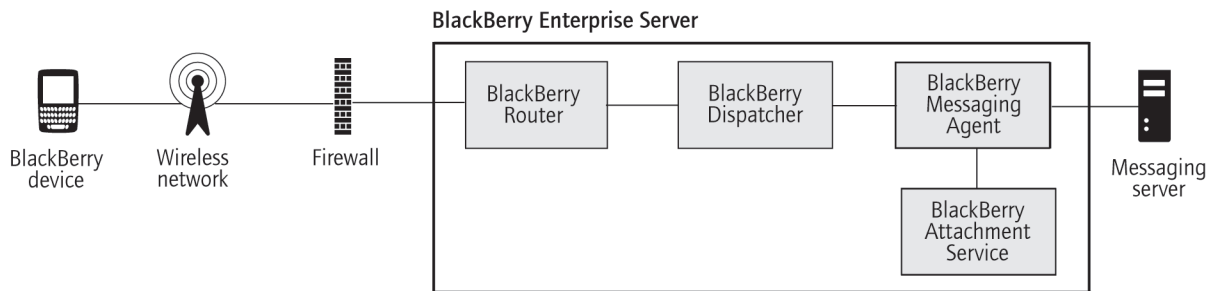 BlackBerry Enterprise Server
BlackBerry
device
Wireless
network
Firewall
BlackBerry
Router
BlackBerry
Dispatcher
BlackBerry
Messaging
Agent
BlackBerry
Attachment
Service
Messaging
server